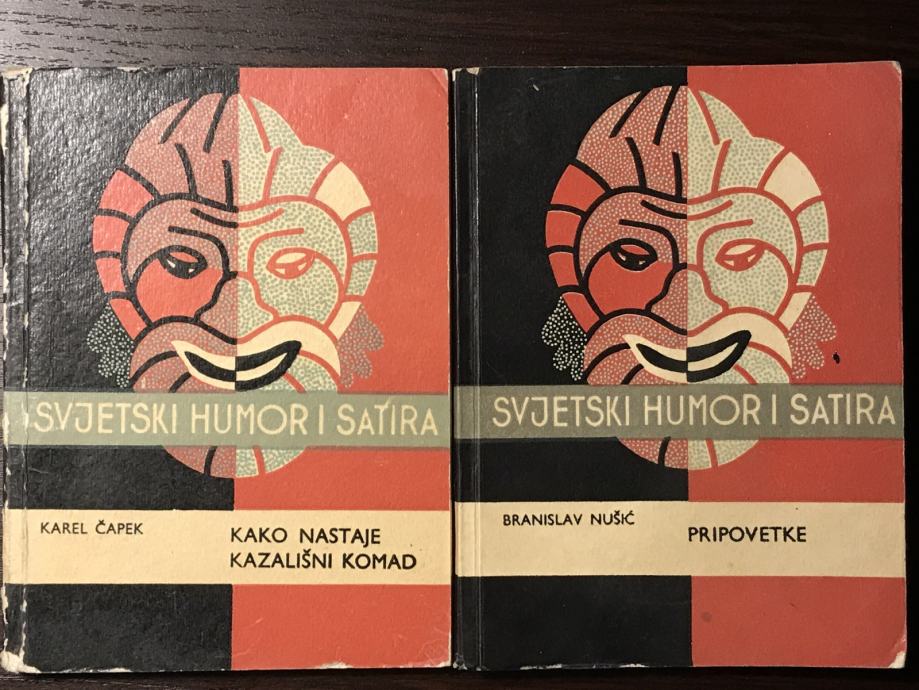 SVJETSKI HUMOR I SATIRA
KAREL ČAPEK
KAKO NASTAJE
KAZALIŠNI KOMAD
SVJETSKI HUMOR I SATIRA
BRANISLAV NUŠIĆ
PRIPOVETKE